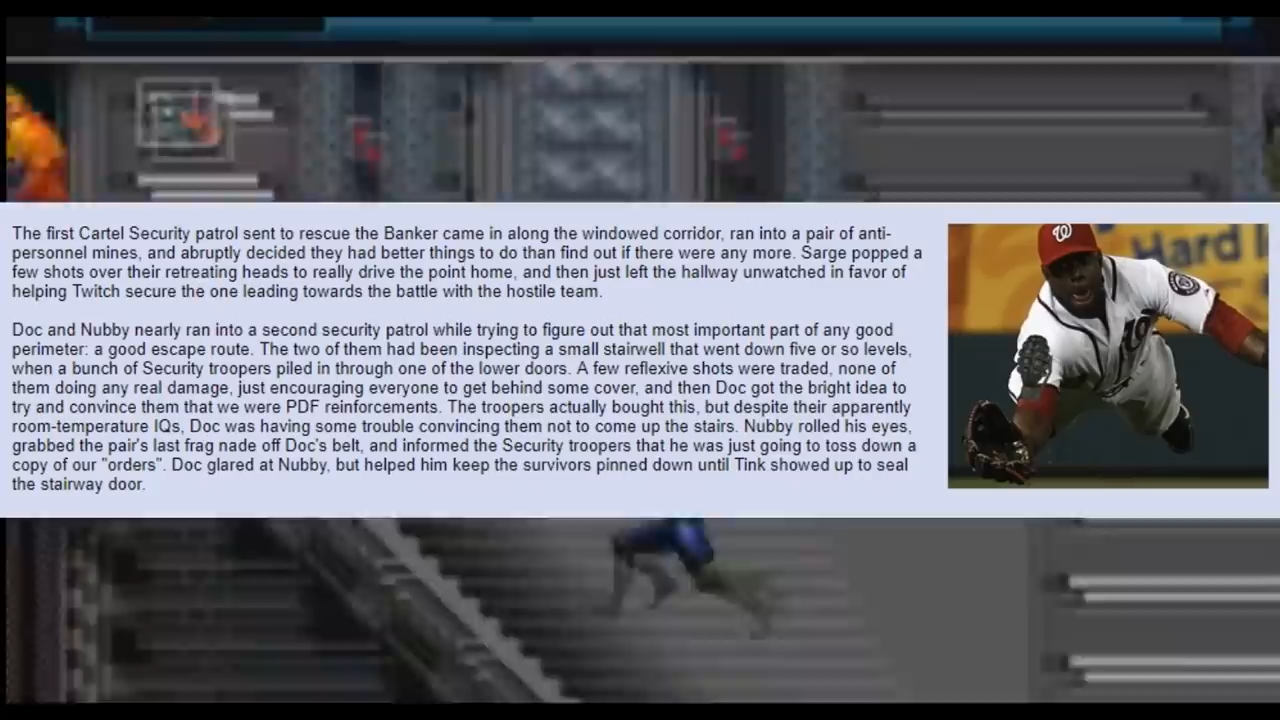 The first Cartel Security patrol sent to rescue the Banker came in along the windowed corridor, ran into a pair of anti-
personnel mines, and abruptly decided they had better things to do than find out if there were any more. Sarge popped a
few shots over their retreating heads to really drive the point home, and then just left the hallway unwatched in favor of
helping Twitch secure the one leading towards the battle with the hostile team.
Doc and Nubby nearly ran into a second security patrol while trying to figure out that most important part of any good
perimeter: a good escape route. The two of them had been inspecting a small stairwell that went down five or so levels,
when a bunch of Security troopers piled in through one of the lower doors. A few reflexive shots were traded, none of
them doing any real damage, just encouraging everyone to get behind some cover, and then Doc got the bright idea to
try and convince them that we were PDF reinforcements. The troopers actually bought this, but despite their apparently
room-temperature IQs, Doc was having some trouble convincing them not to come up the stairs. Nubby rolled his eyes,
grabbed the pair's last frag nade off Doc's belt, and informed the Security troopers that he was just going to toss down a
copy of our "orders". Doc glared at Nubby, but helped him keep the survivors pinned down until Tink showed up to seal
the stairway door.
W
Hard